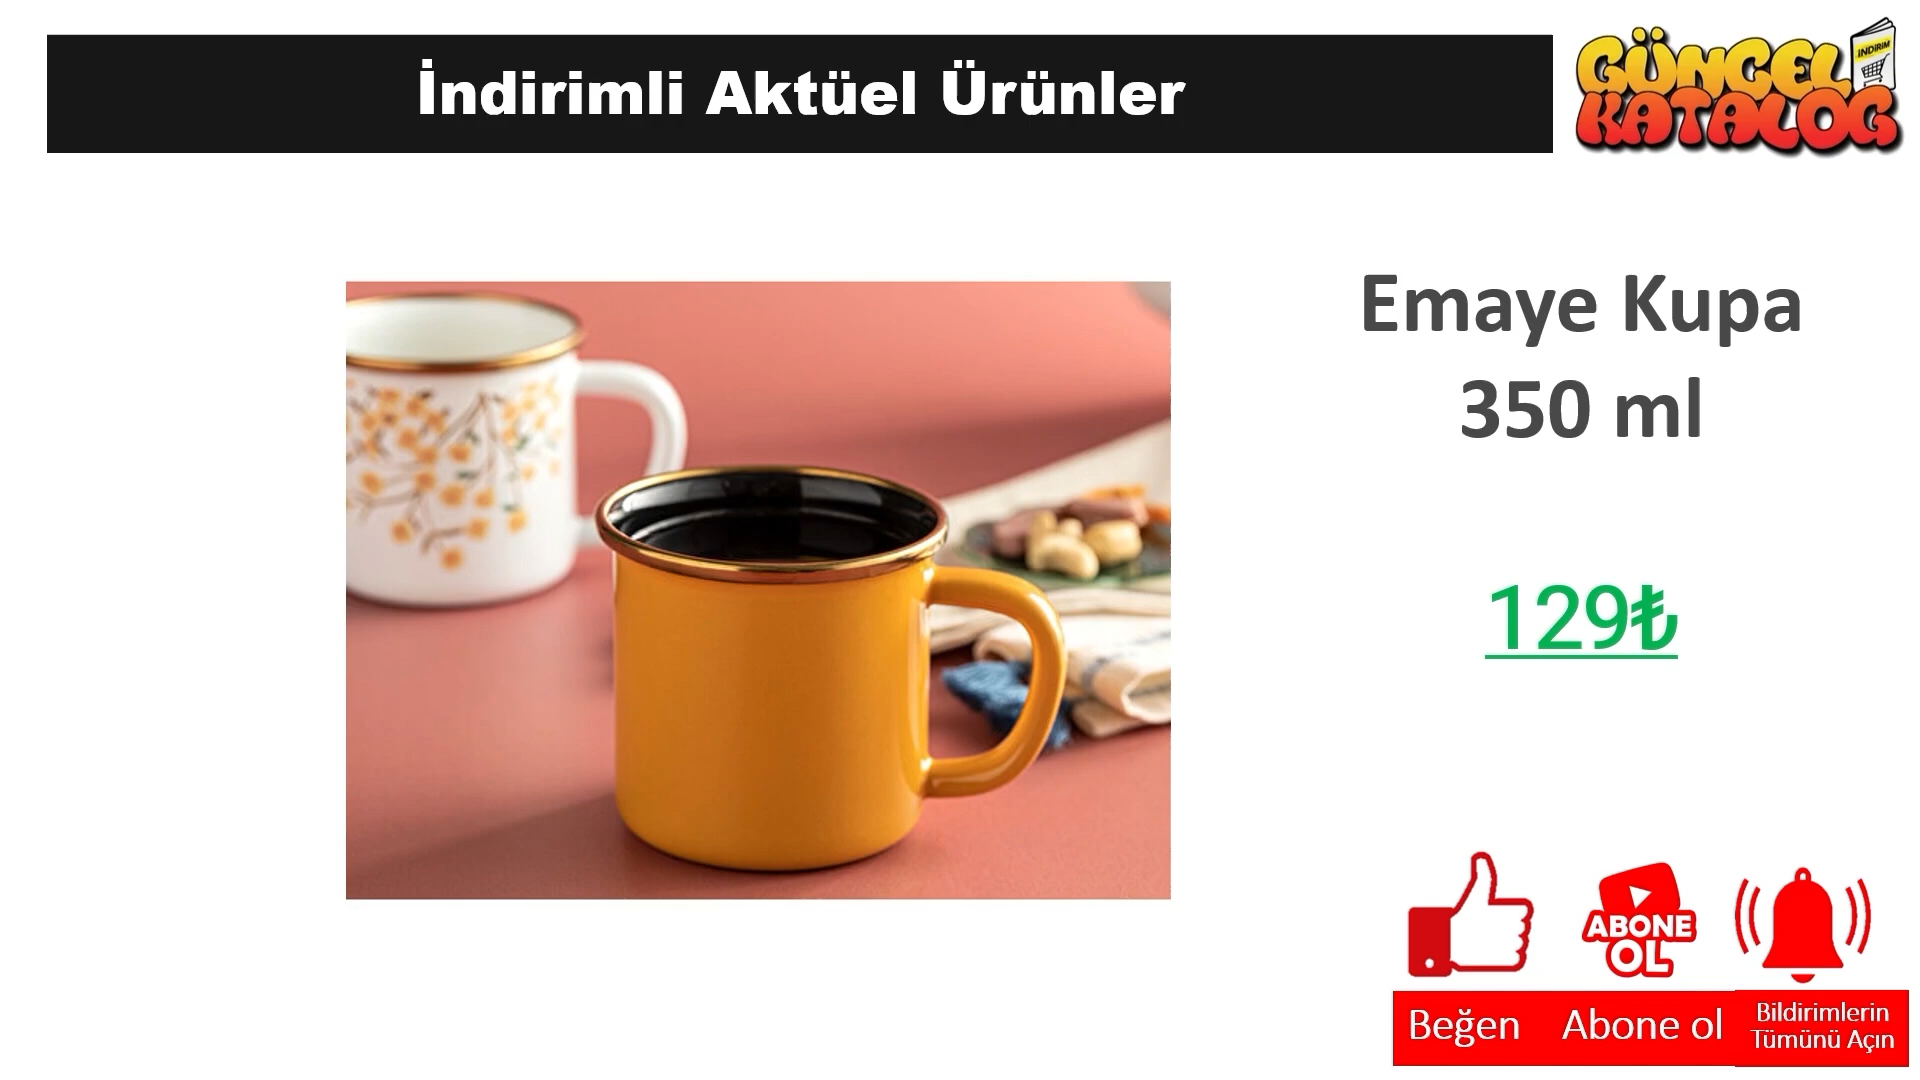 İndirimli Aktüel Ürünler
GÜNCEL
İNDİRİM
KATALOG
Emaye Kupa
350 ml
129₺
ABONE
OL
Beğen
Abone ol
Bildirimlerin
Tümünü Açın